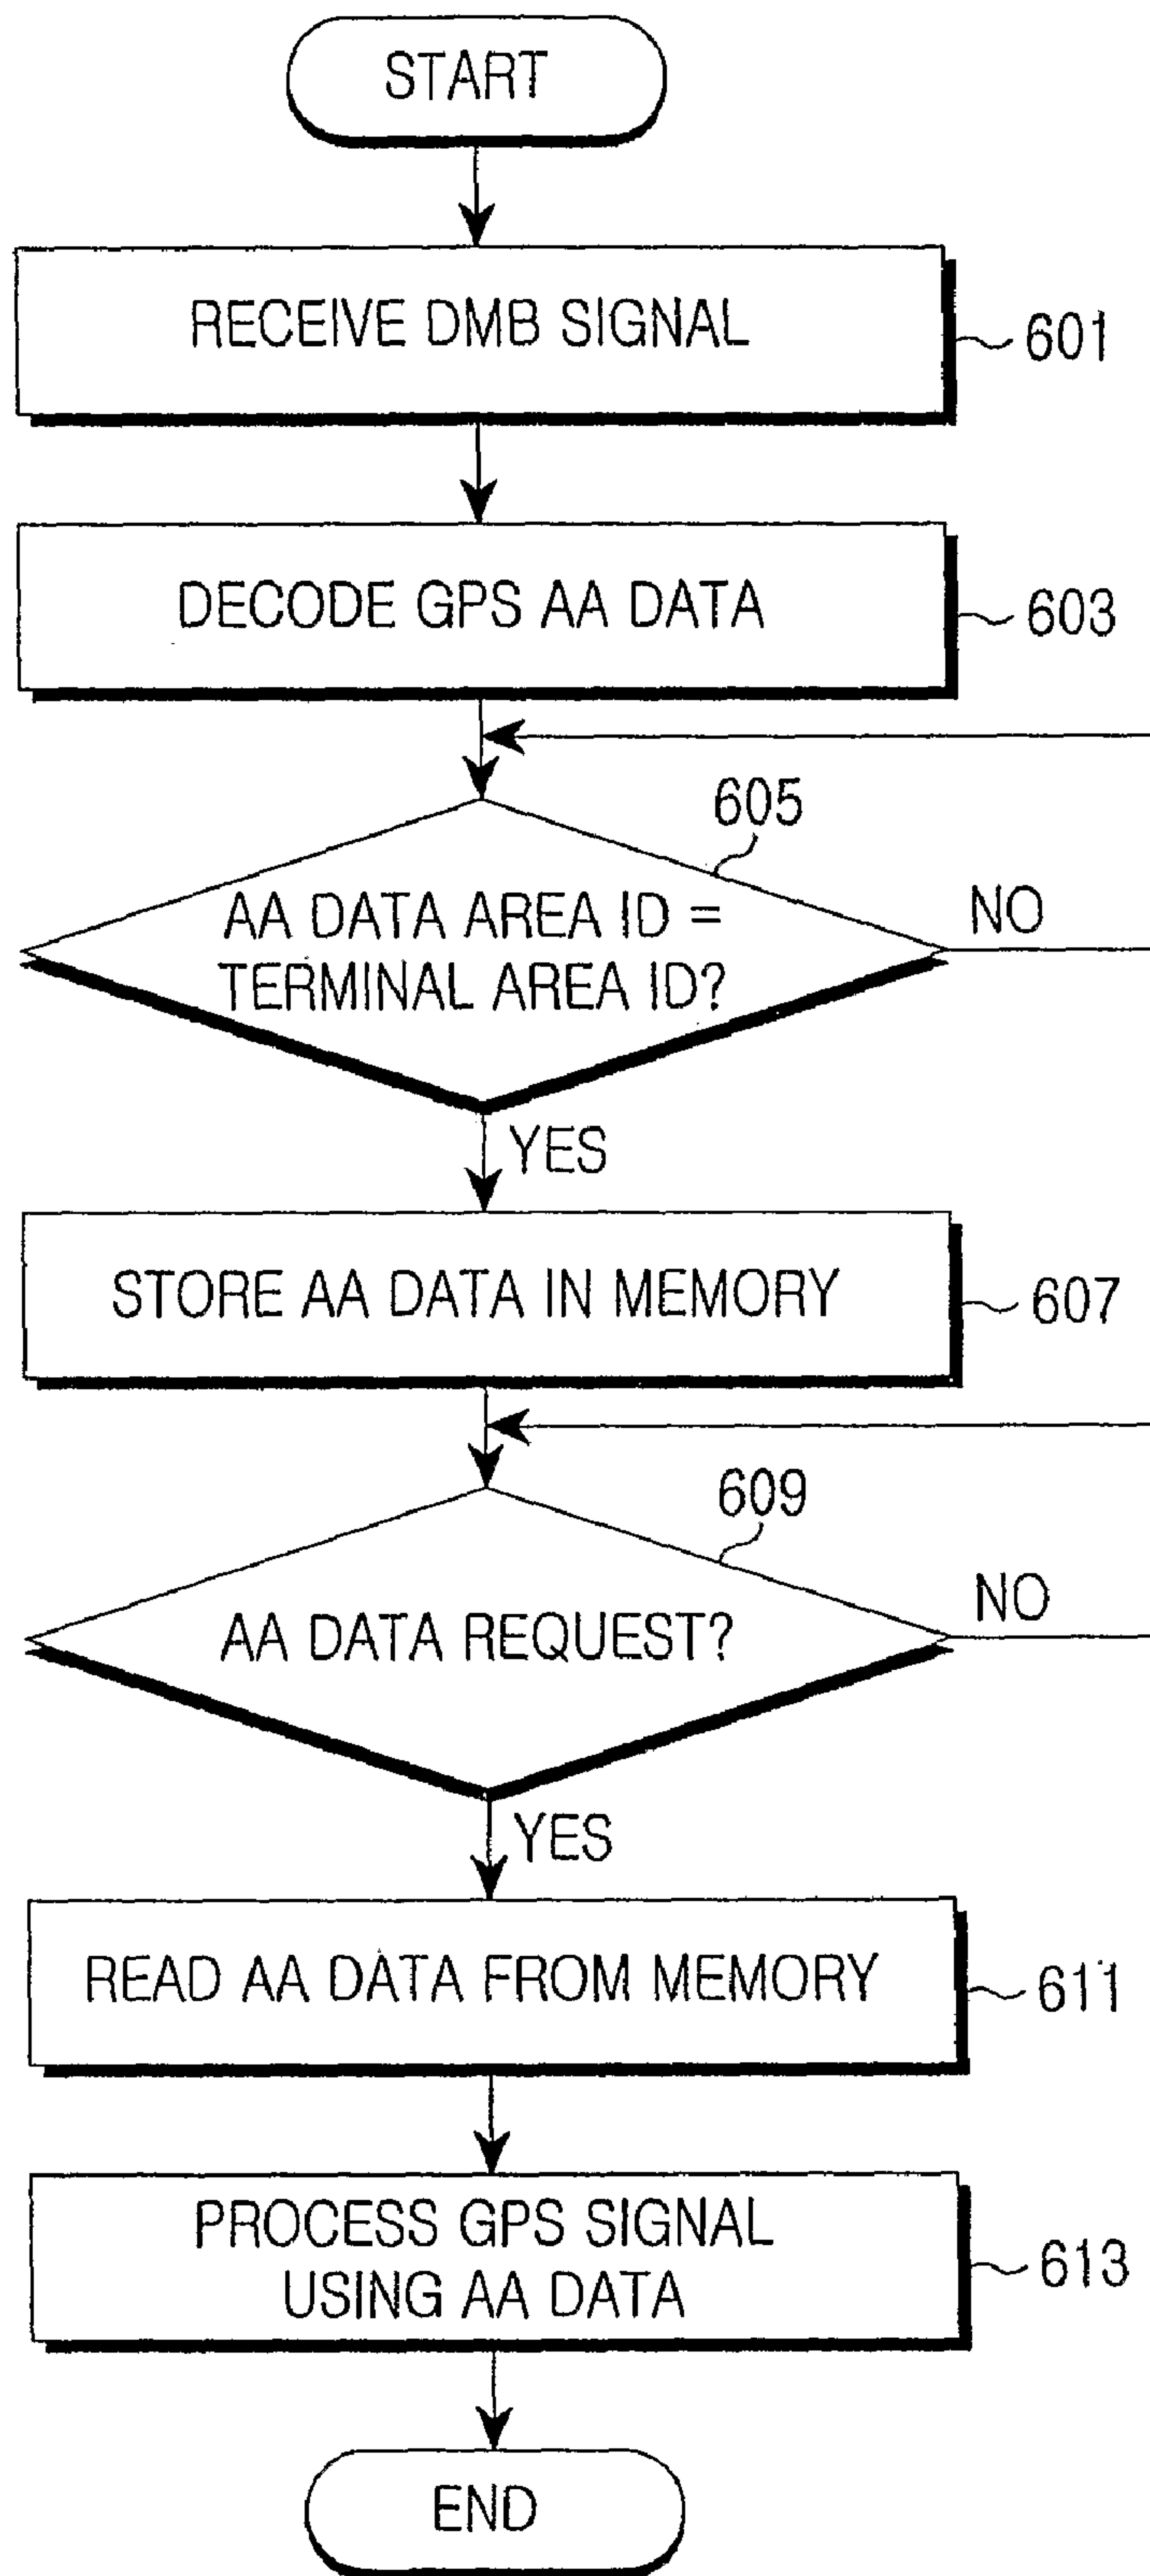 START
RECEIVE DMB SIGNAL
601
DECODE GPS AA DATA
603
605
AA DATA AREA ID =
TERMINAL AREA ID?
NO
YES
STORE AA DATA IN MEMORY
607
609
AA DATA REQUEST?
NO
YES
READ AA DATA FROM MEMORY
611
PROCESS GPS SIGNAL
USING AA DATA
613
END